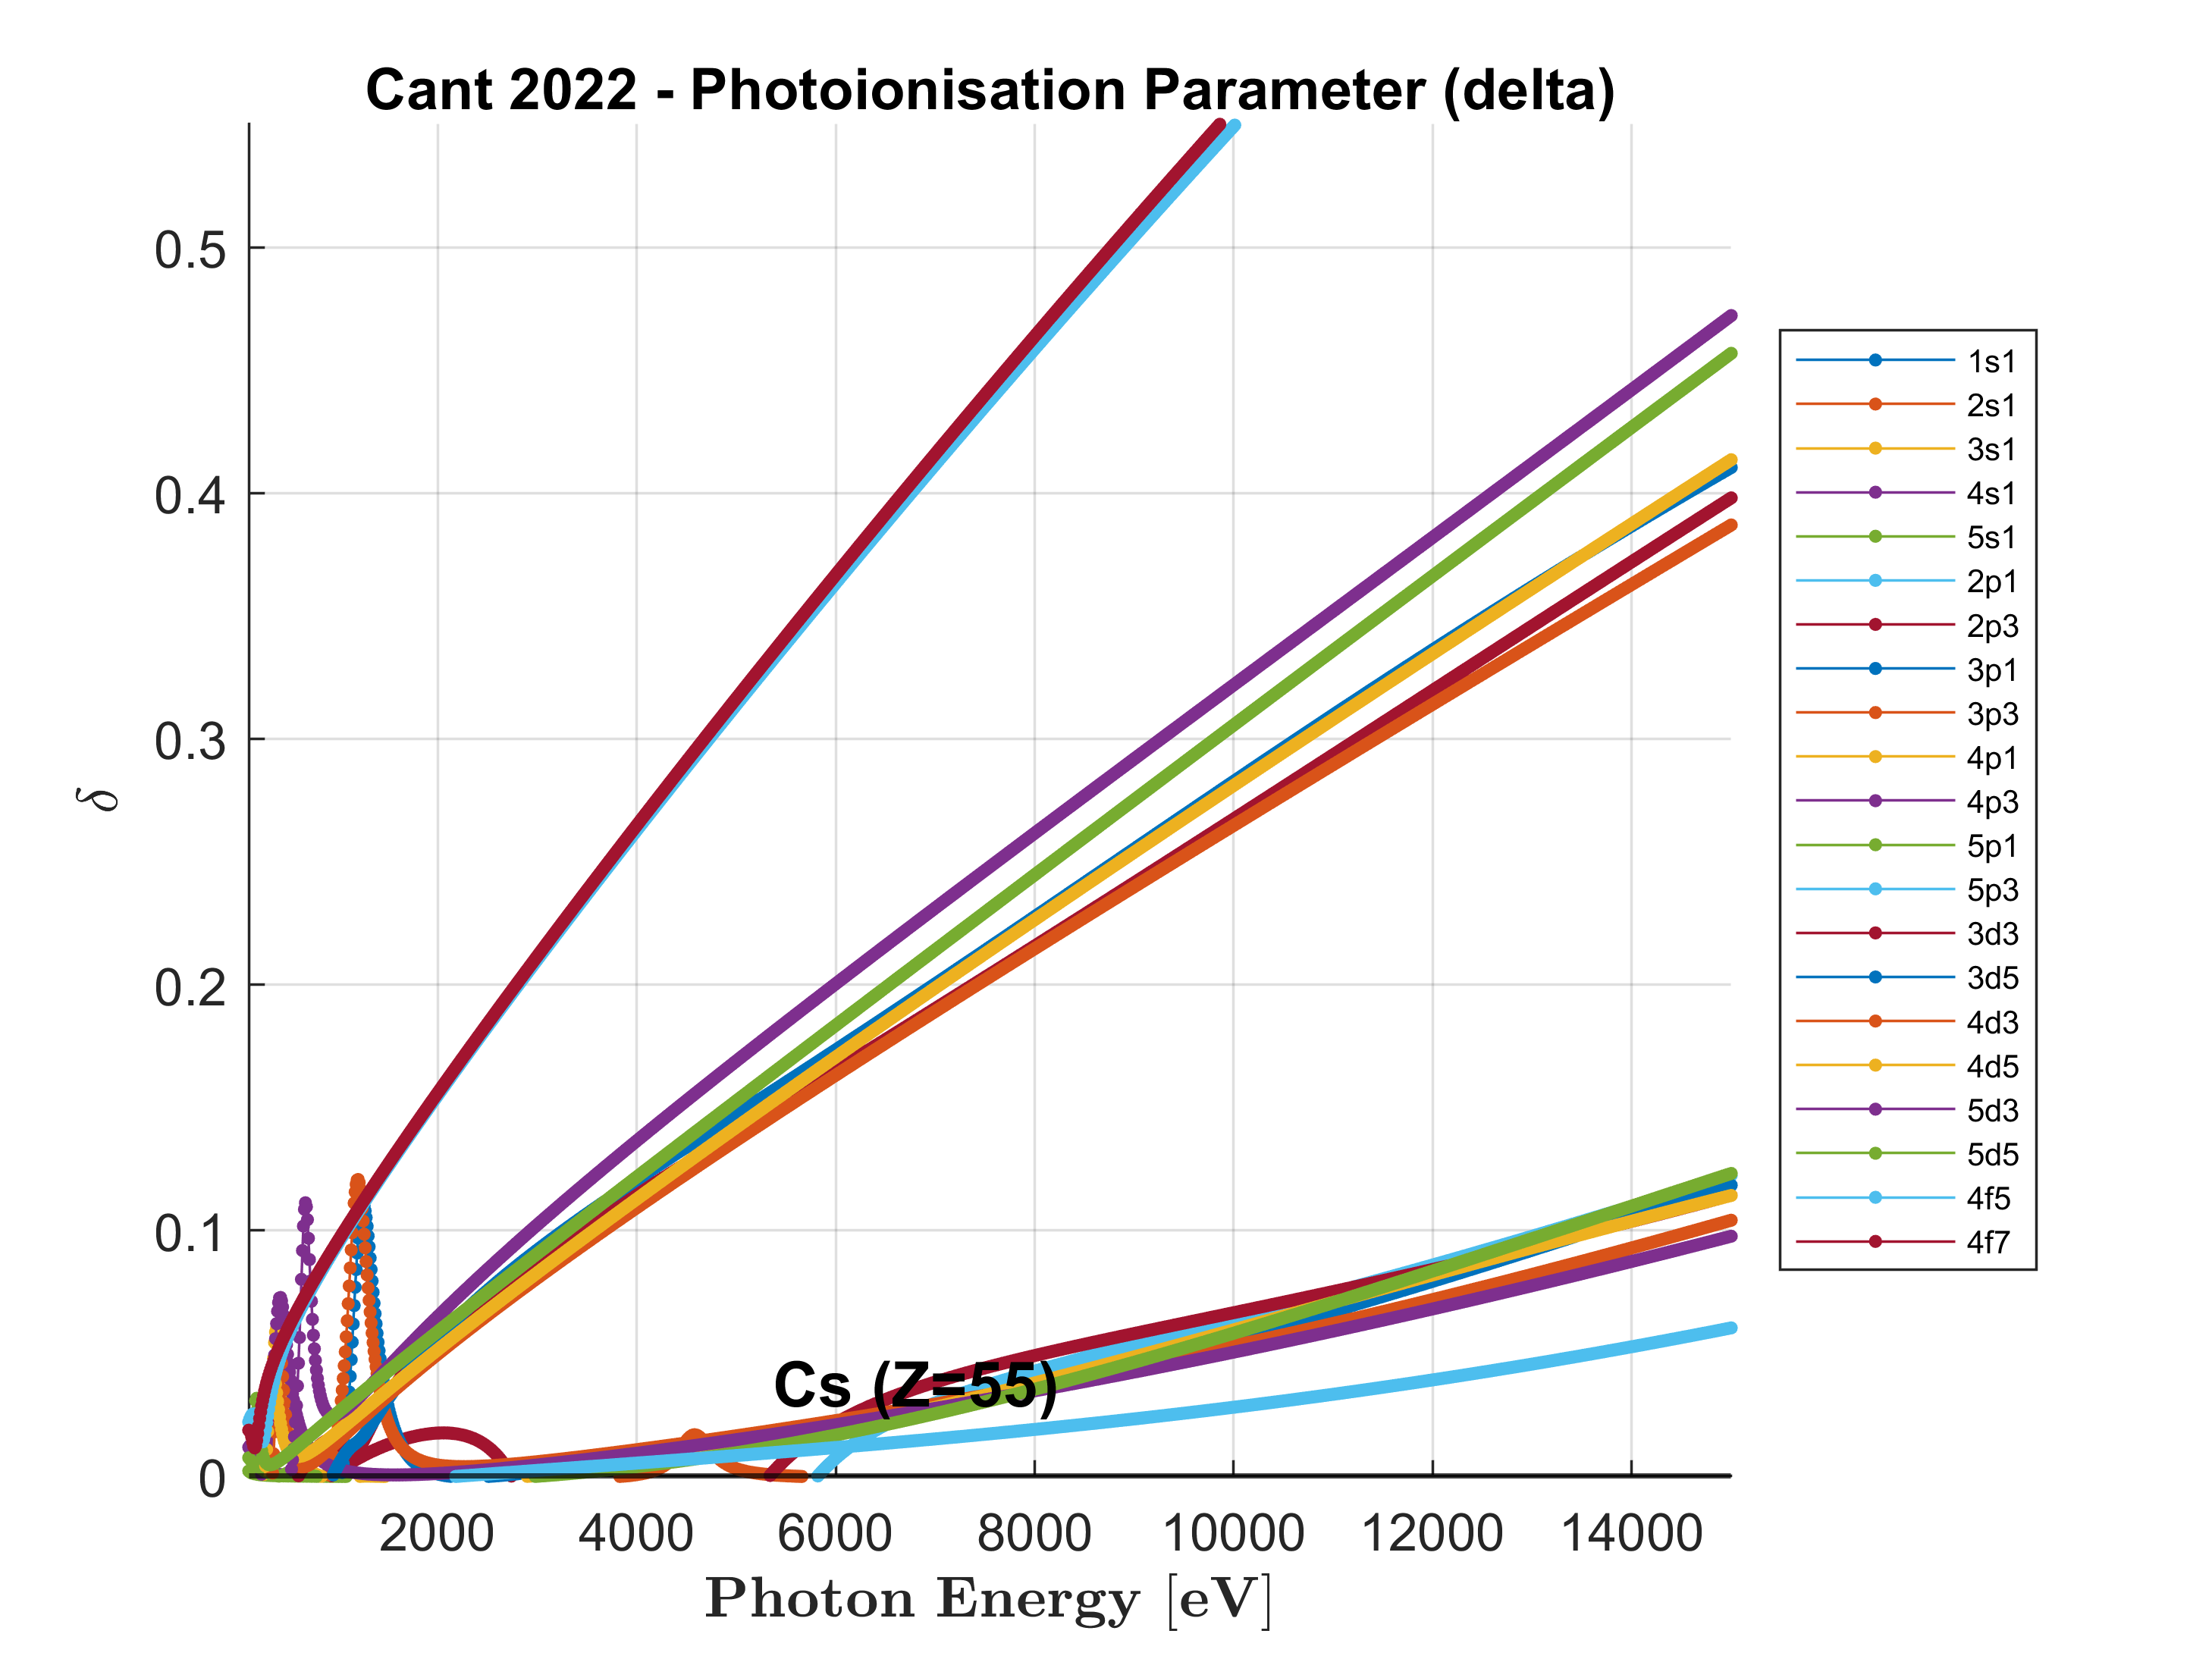 Cant 2022 - Photoionisation Parameter (delta)
0.5
0.4
0.3
0.2
0.1
0
δ
Cs (Z=55)
2000 4000 6000 8000 10000 12000 14000
Photon Energy [eV]
1s1
2s1
3s1
4s1
5s1
2p1
2p3
3p1
3p3
4p1
4p3
5p1
5p3
3d3
3d5
4d3
4d5
5d3
5d5
4f5
4f7